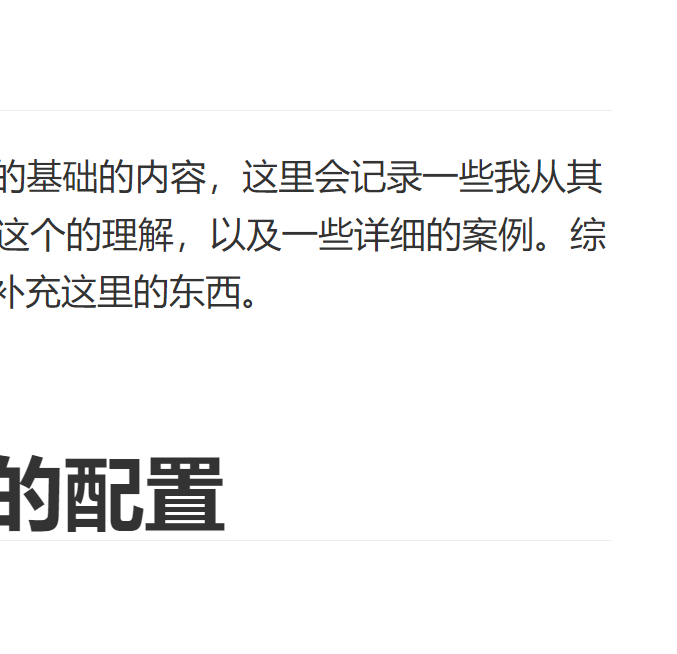 的基础的内容，这里会记录一些我从其
这个的理解，以及一些详细的案例。综
补充这里的东西。
的配置